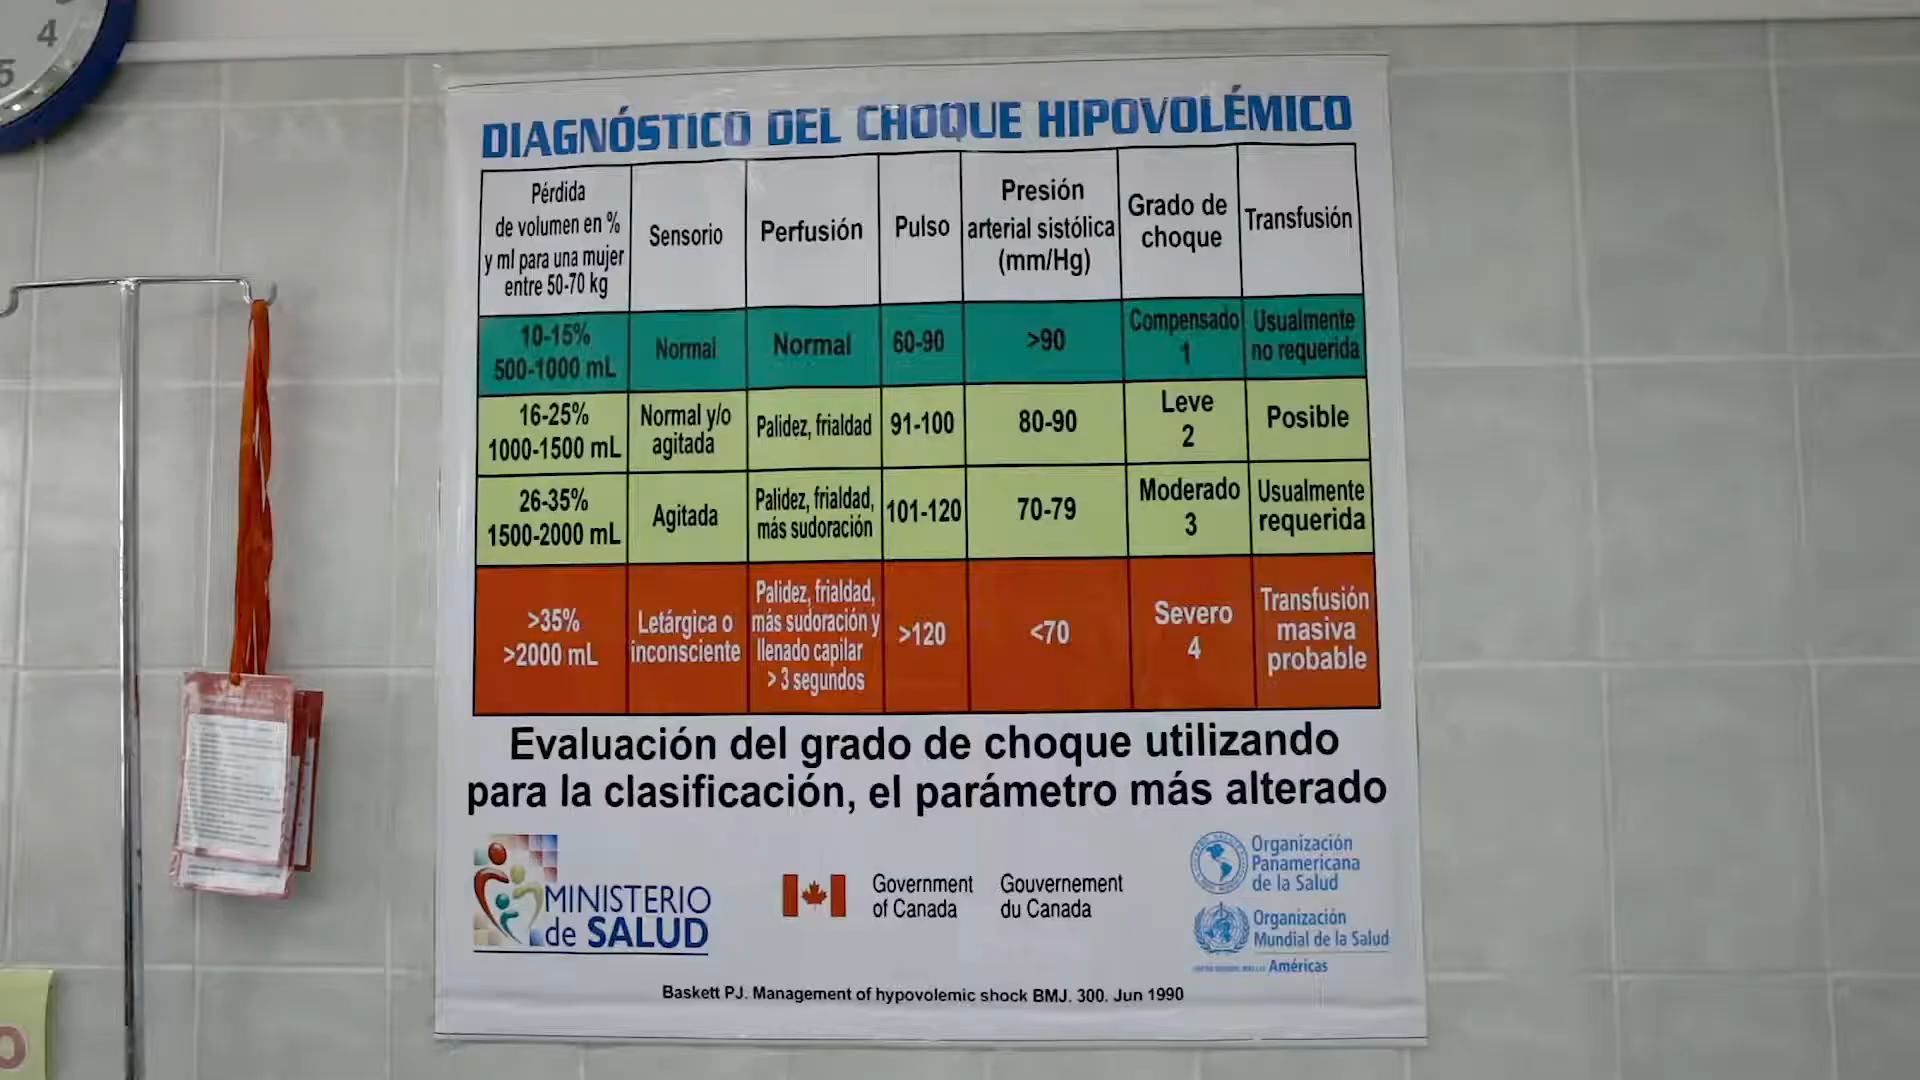 4
5
DIAGNÓSTICO DEL CHOQUE HIPOVOLÉMICO
Pérdida
de volumen en %
y ml para una mujer
entre 50-70 kg
Sensorio
Perfusión
Pulso
Presión
arterial sistólica
(mm/Hg)
Grado de
choque
Transfusión
10-15%
500-1000 mL
Normal
Normal
60-90
>90
Compensado
1
Usualmente
no requerida
16-25%
1000-1500 mL
Normal y/o
agitada
Palidez, frialdad
91-100
80-90
Leve
2
Posible
26-35%
1500-2000 mL
Agitada
Palidez, frialdad,
más sudoración
101-120
70-79
Moderado
3
Usualmente
requerida
>35%
>2000 mL
Letárgica o
inconsciente
Palidez, frialdad,
más sudoración y
llenado capilar
> 3 segundos
>120
<70
Severo
4
Transfusión
masiva
probable
Evaluación del grado de choque utilizando
para la clasificación, el parámetro más alterado
MINISTERIO
de SALUD
Government
of Canada
Gouvernement
du Canada
Organización
Panamericana
de la Salud
Organización
Mundial de la Salud
Américas
Baskett PJ. Management of hypovolemic shock BMJ. 300. Jun 1990